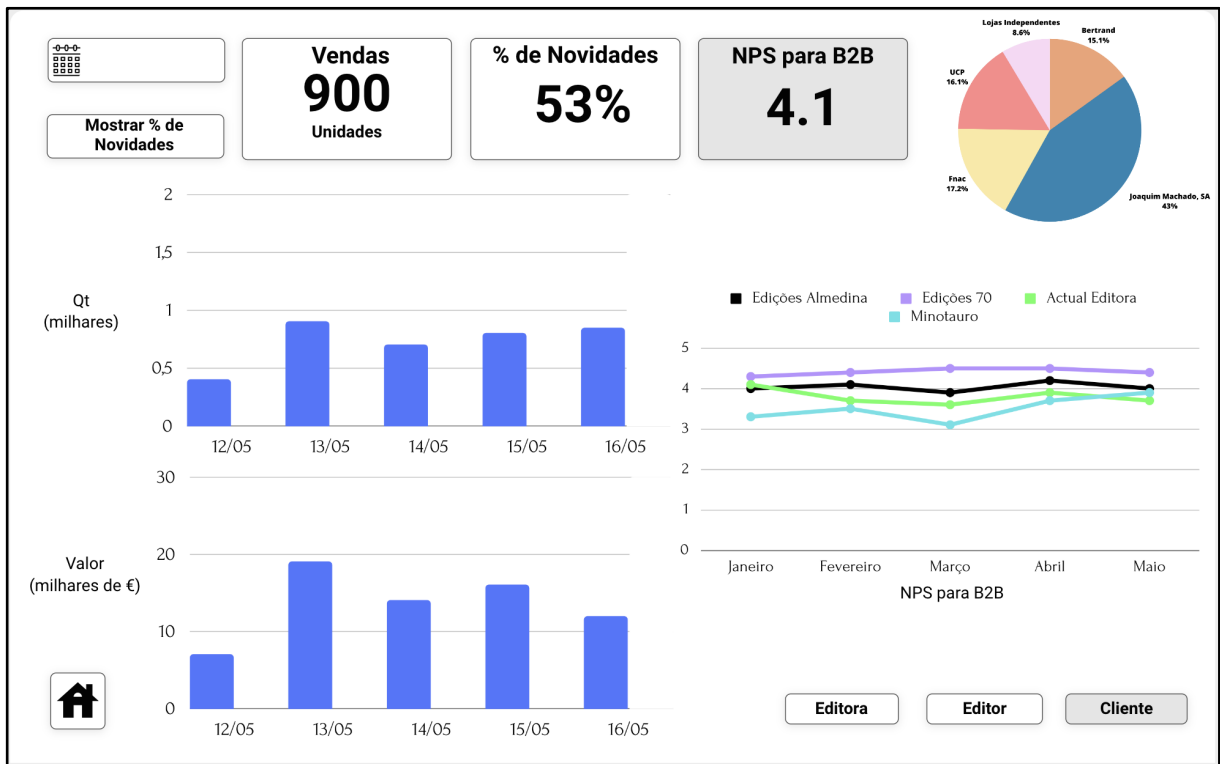 Mostrar % de
Novidades
Vendas
900
Unidades
% de Novidades
53%
NPS para B2B
4.1
Lojas Independentes
8.6%
Bertrand
15.1%
UCP
16.1%
Fnac
17.2%
Joaquim Machado, SA
43%
Qt
(milhares)
2
1,5
1
0,5
0
12/05 13/05 14/05 15/05 16/05
Valor
(milhares de €)
30
20
10
0
12/05 13/05 14/05 15/05 16/05
Edições Almedina Edições 70 Actual Editora
Minotauro
5
4
3
2
1
0
Janeiro Fevereiro Março Abril Maio
NPS para B2B
Editora Editor Cliente